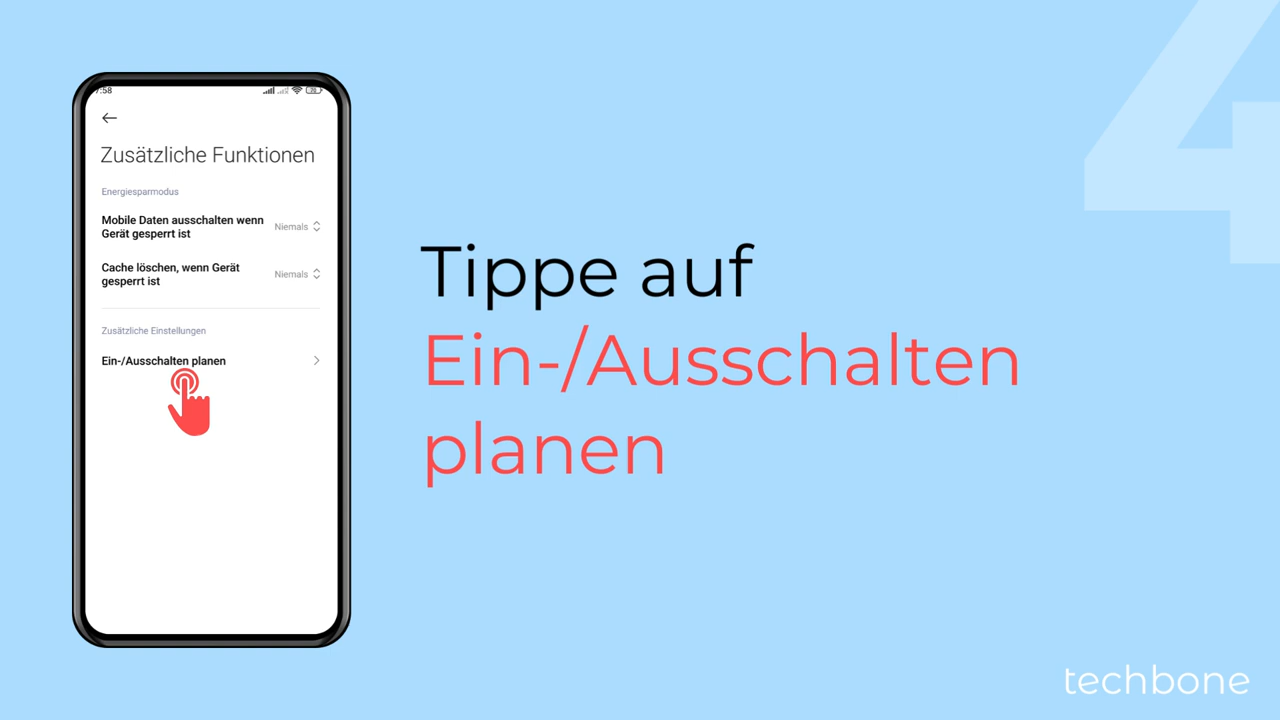 7:58
70
Zusätzliche Funktionen
Energiesparmodus
Mobile Daten ausschalten wenn
Gerät gesperrt ist
Niemals
Cache löschen, wenn Gerät
gesperrt ist
Niemals
Zusätzliche Einstellungen
Ein-/Ausschalten planen
4
Tippe auf
Ein-/Ausschalten
planen
techbone